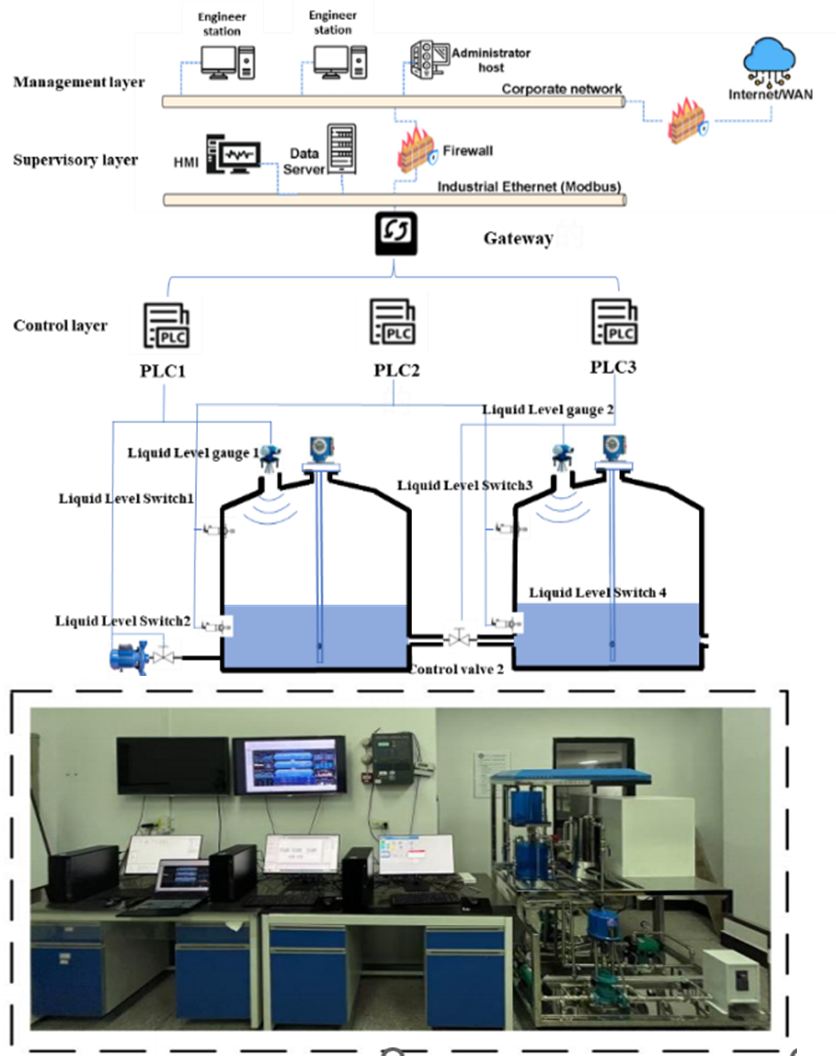 Engineer
station
Engineer
station
Administrator
host
Management layer
Corporate network
Internet/WAN
Supervisory layer
HMI
Data
Server
Firewall
Industrial Ethernet (Modbus)
Gateway
Control layer
PLC
PLC
PLC
PLC1
PLC2
PLC3
Liquid Level gauge 2
Liquid Level gauge 1
Liquid Level Switch3
Liquid Level Switch1
Liquid Level Switch 4
Liquid Level Switch2
Control valve 2